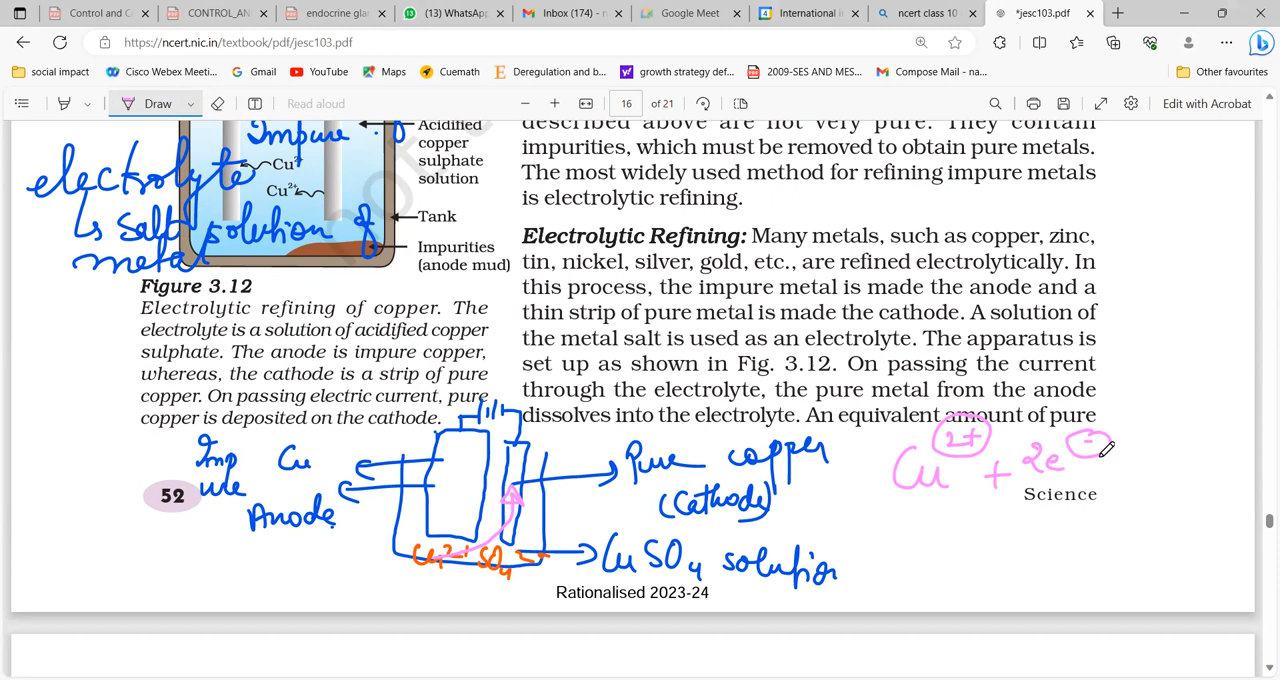 Control and C
CONTROL_AN
endocrine glan
(13) WhatsApp
Inbox (174) - n
Google Meet
International i
ncert class 10
*jesc103.pdf
https://ncert.nic.in/textbook/pdf/jesc103.pdf
social impact
Cisco Webex Meeti...
Gmail
YouTube
Maps
Cuemath
Deregulation and b...
growth strategy def...
2009-SES AND MES...
Compose Mail - na...
Other favourites
Draw
Read aloud
16 of 21
Edit with Acrobat
Impure
Acidified
copper
sulphate
solution
electrolyte
Cu2+
Cu2+
↳ salt solution of
metal
Tank
Impurities
(anode mud)
Figure 3.12
Electrolytic refining of copper. The
electrolyte is a solution of acidified copper
sulphate. The anode is impure copper,
whereas, the cathode is a strip of pure
copper. On passing electric current, pure
copper is deposited on the cathode.
described above are not very pure. They contain
impurities, which must be removed to obtain pure metals.
The most widely used method for refining impure metals
is electrolytic refining.
Electrolytic Refining: Many metals, such as copper, zinc,
tin, nickel, silver, gold, etc., are refined electrolytically. In
this process, the impure metal is made the anode and a
thin strip of pure metal is made the cathode. A solution of
the metal salt is used as an electrolyte. The apparatus is
set up as shown in Fig. 3.12. On passing the current
through the electrolyte, the pure metal from the anode
dissolves into the electrolyte. An equivalent amount of pure
Imp Cu
ure
Anode
Pure copper
(Cathode)
CuSO4 solution
Cu2+ SO4 2-
Cu2+ + 2e-
52
Science
Rationalised 2023-24